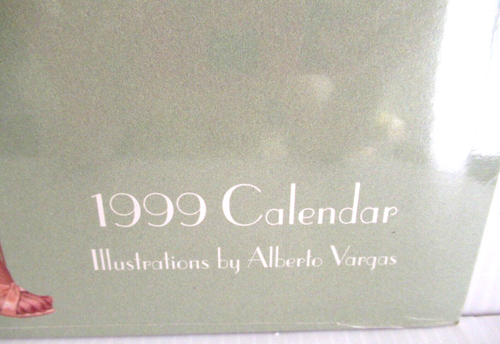 1999 Calendar
Illustrations by Alberto Vargas